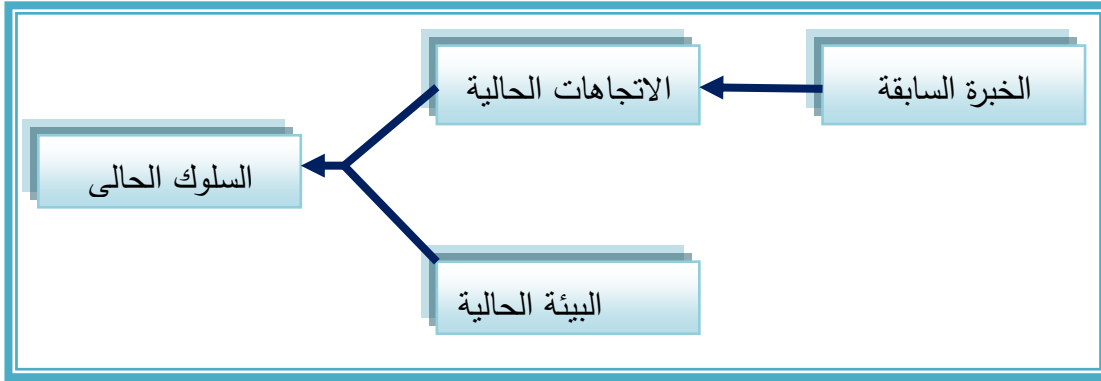 الخبرة السابقة
الاتجاهات الحالية
السلوك الحالى
البيئة الحالية